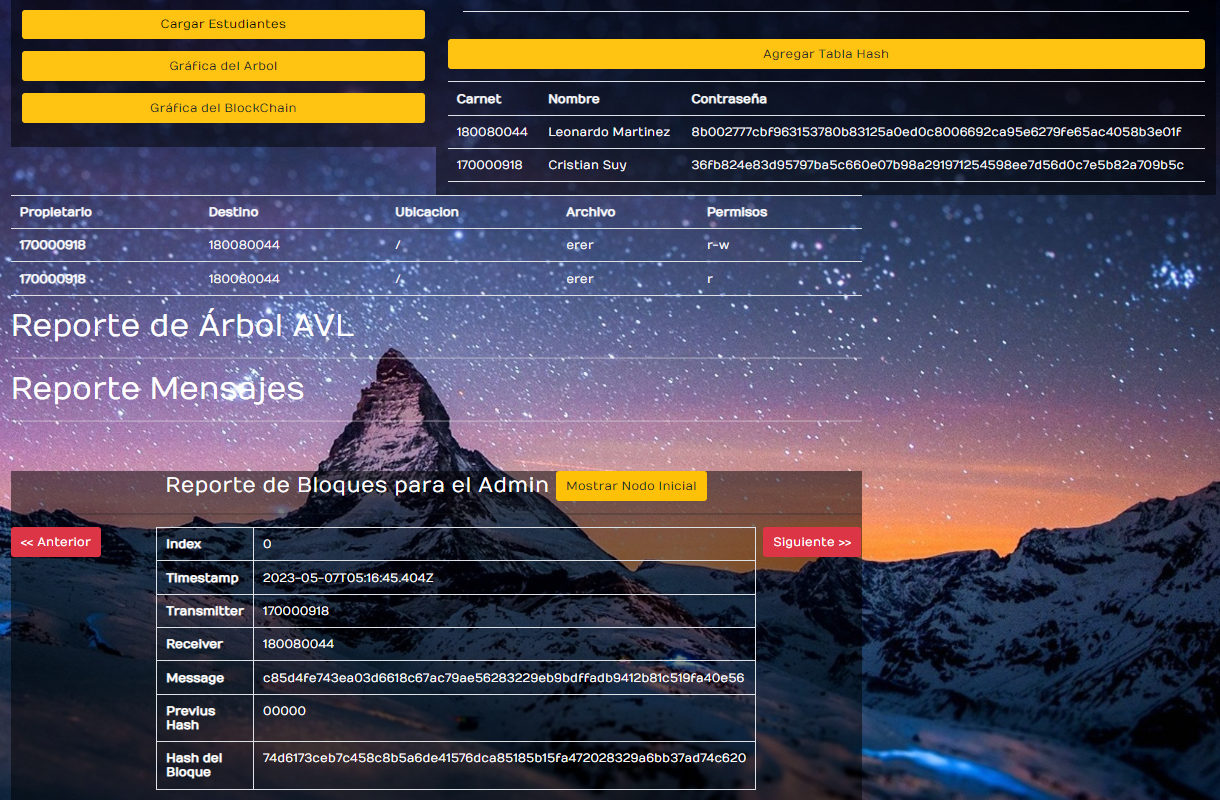 Cargar Estudiantes
Gráfica del Arbol
Gráfica del BlockChain
Agregar Tabla Hash
Carnet Nombre Contraseña
180080044 Leonardo Martinez 8b002777cbf963153780b83125a0ed0c8006692ca95e6279fe65ac4058b3e01f
170000918 Cristian Suy 36fb824e83d95797ba5c660e07b98a291971254598ee7d56d0c7e5b82a709b5c
Propietario Destino Ubicacion Archivo Permisos
170000918 180080044 / erer r-w
170000918 180080044 / erer r
Reporte de Árbol AVL
Reporte Mensajes
Reporte de Bloques para el Admin Mostrar Nodo Inicial
<< Anterior
Siguiente >>
Index 0
Timestamp 2023-05-07T05:16:45.404Z
Transmitter 170000918
Receiver 180080044
Message c85d4fe743ea03d6618c67ac79ae56283229eb9bdffadb9412b81c519fa40e56
Previus 00000
Hash
Hash del 74d6173ceb7c458c8b5a6de41576dca85185b15fa472028329a6bb37ad74c620
Bloque